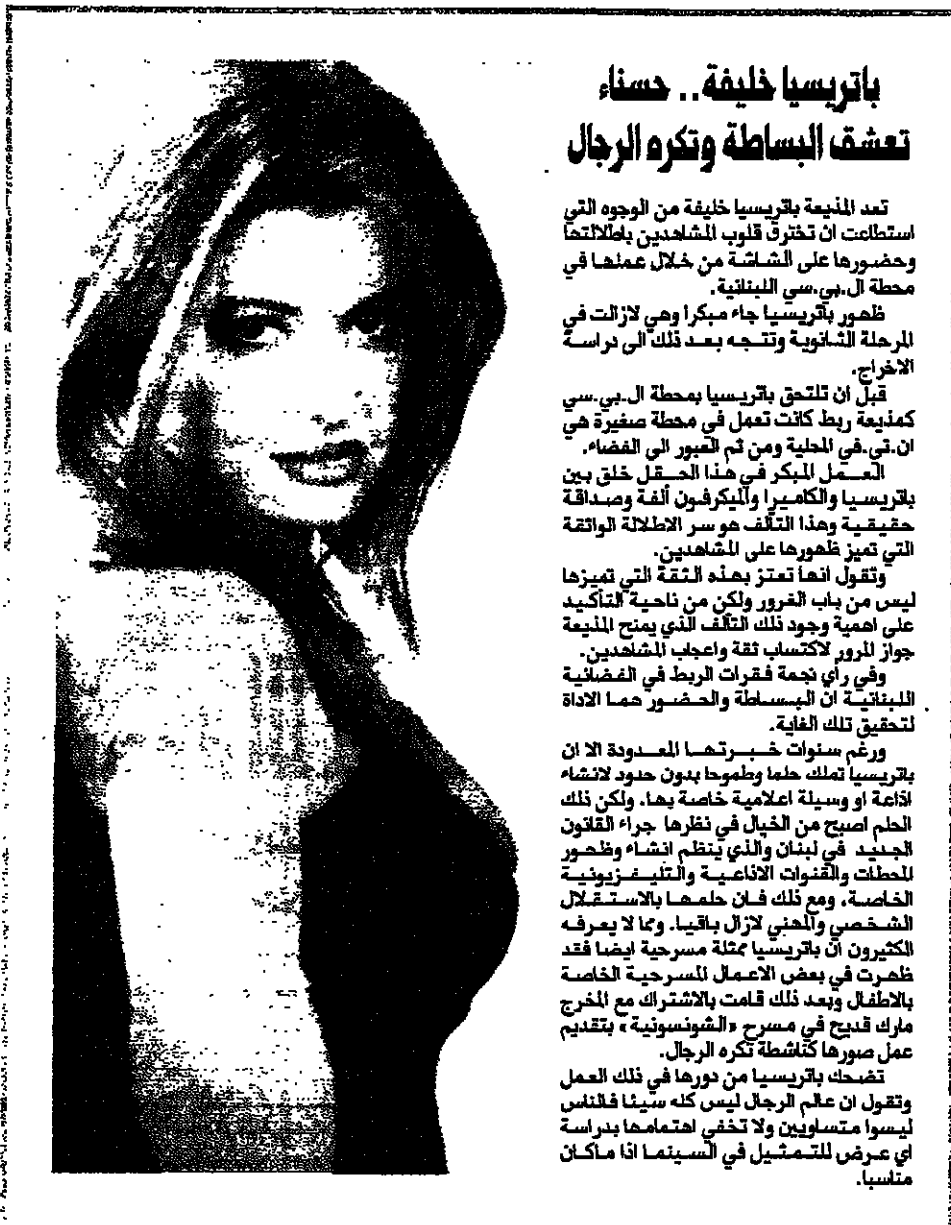 باتريسيا خليفة.. حسناء
تعشق البساطة وتكره الرجال
تعد المذيعة باتريسيا خليفة من الوجوه التي
استطاعت ان تخترق قلوب المشاهدين باطلالتها
وحضورها على الشاشة من خلال عملها في
محطة ال.بي.سي اللبنانية.
ظهور باتريسيا جاء مبكرا وهي لازالت في
المرحلة الثانوية وتتجه بعد ذلك الى دراسة
الاخراج.
قبل ان تلتحق باتريسيا بمحطة ال.بي.سي
كمذيعة ربط كانت تعمل في محطة صغيرة هي
ان.تي.في المحلية ومن ثم العبور الى الفضاء.
العمل المبكر في هذا الحقل خلق بين
باتريسيا والكاميرا والميكرفون ألفة وصداقة
حقيقية وهذا التآلف هو سر الاطلالة الواثقة
التي تميز ظهورها على المشاهدين.
وتقول انها تعتز بهذه الثقة التي تميزها
ليس من باب الغرور ولكن من ناحية التأكيد
على اهمية وجود ذلك التآلف الذي يمنح المذيعة
جواز المرور لاكتساب ثقة واعجاب المشاهدين.
وفي رأي نجمة فقرات الربط في الفضائية
اللبنانية ان البساطة والحضور هما الاداة
لتحقيق تلك الغاية.
ورغم سنوات خبرتها المعدودة الا ان
باتريسيا تملك حلما وطموحا بدون حدود لانشاء
اذاعة او وسيلة اعلامية خاصة بها. ولكن ذلك
الحلم اصبح من الخيال في نظرها جراء القانون
الجديد في لبنان والذي ينظم انشاء وظهور
المحطات والقنوات الاذاعية والتليفزيونية
الخاصة. ومع ذلك فان حلمها بالاستقلال
الشخصي والمهني لازال باقيا. ومما لا يعرفه
الكثيرون ان باتريسيا ممثلة مسرحية ايضا فقد
ظهرت في بعض الاعمال المسرحية الخاصة
بالاطفال وبعد ذلك قامت بالاشتراك مع المخرج
مارك قديح في مسرح «الشونسونية» بتقديم
عمل صورها كناشطة تكره الرجال.
تضحك باتريسيا من دورها في ذلك العمل
وتقول ان عالم الرجال ليس كله سيئا فالناس
ليسوا متساويين ولا تخفي اهتمامها بدراسة
اي عرض للتمثيل في السينما اذا ماكان
مناسبا.